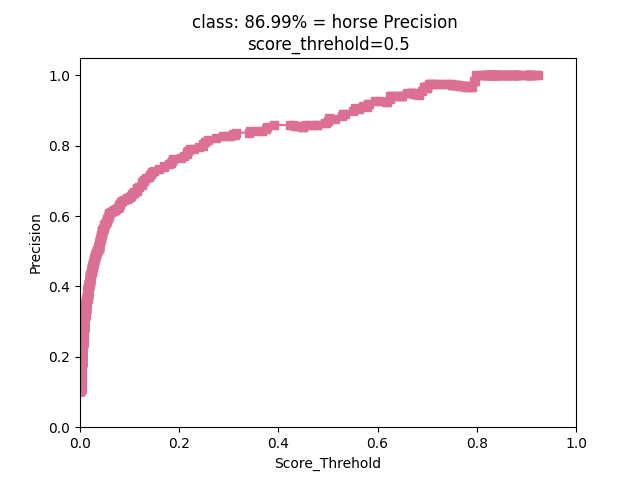 class: 86.99% = horse Precision
score_threhold=0.5
1.0
0.8
0.6
0.4
0.2
0.0
Precision
0.0 0.2 0.4 0.6 0.8 1.0
Score_Threhold